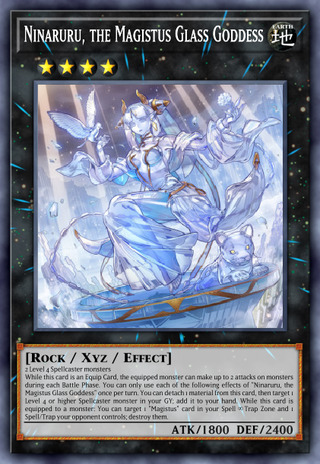 Ninaruru, the Magistus Glass Goddess
EARTH
地
[Rock / Xyz / Effect]
2 Level 4 Spellcaster monsters
While this card is an Equip Card, the equipped monster can make up to 2 attacks on monsters
during each Battle Phase. You can only use each of the following effects of "Ninaruru, the
Magistus Glass Goddess" once per turn. You can detach 1 material from this card, then target 1
Level 4 or higher Spellcaster monster in your GY; add it to your hand. While this card is
equipped to a monster: You can target 1 "Magistus" card in your Spell & Trap Zone and 1
Spell/Trap your opponent controls; destroy them.
ATK/1800 DEF/2400